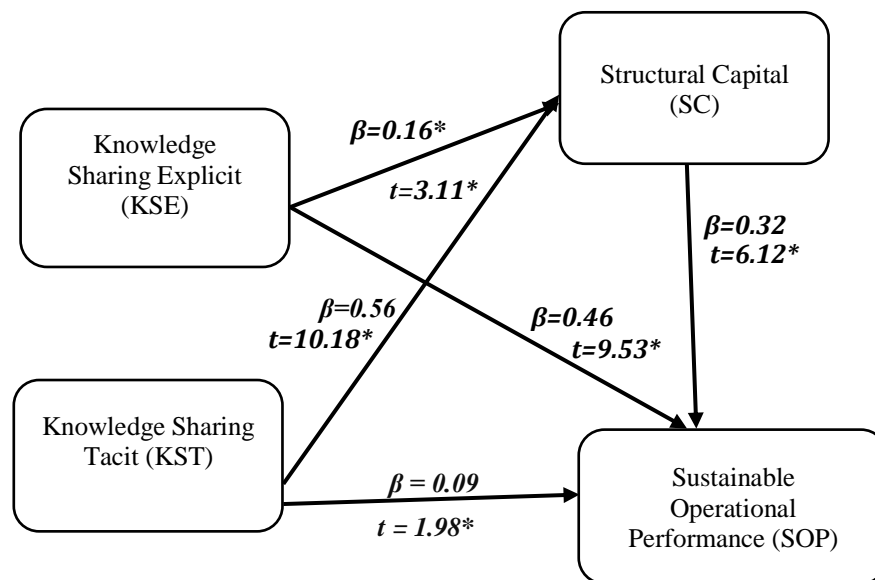 Structural Capital
(SC)
Knowledge
Sharing Explicit
(KSE)
β=0.16*
t=3.11*
β=0.32
t=6.12*
β=0.56
t=10.18*
β=0.46
t=9.53*
Knowledge Sharing
Tacit (KST)
β = 0.09
t = 1.98*
Sustainable
Operational
Performance (SOP)